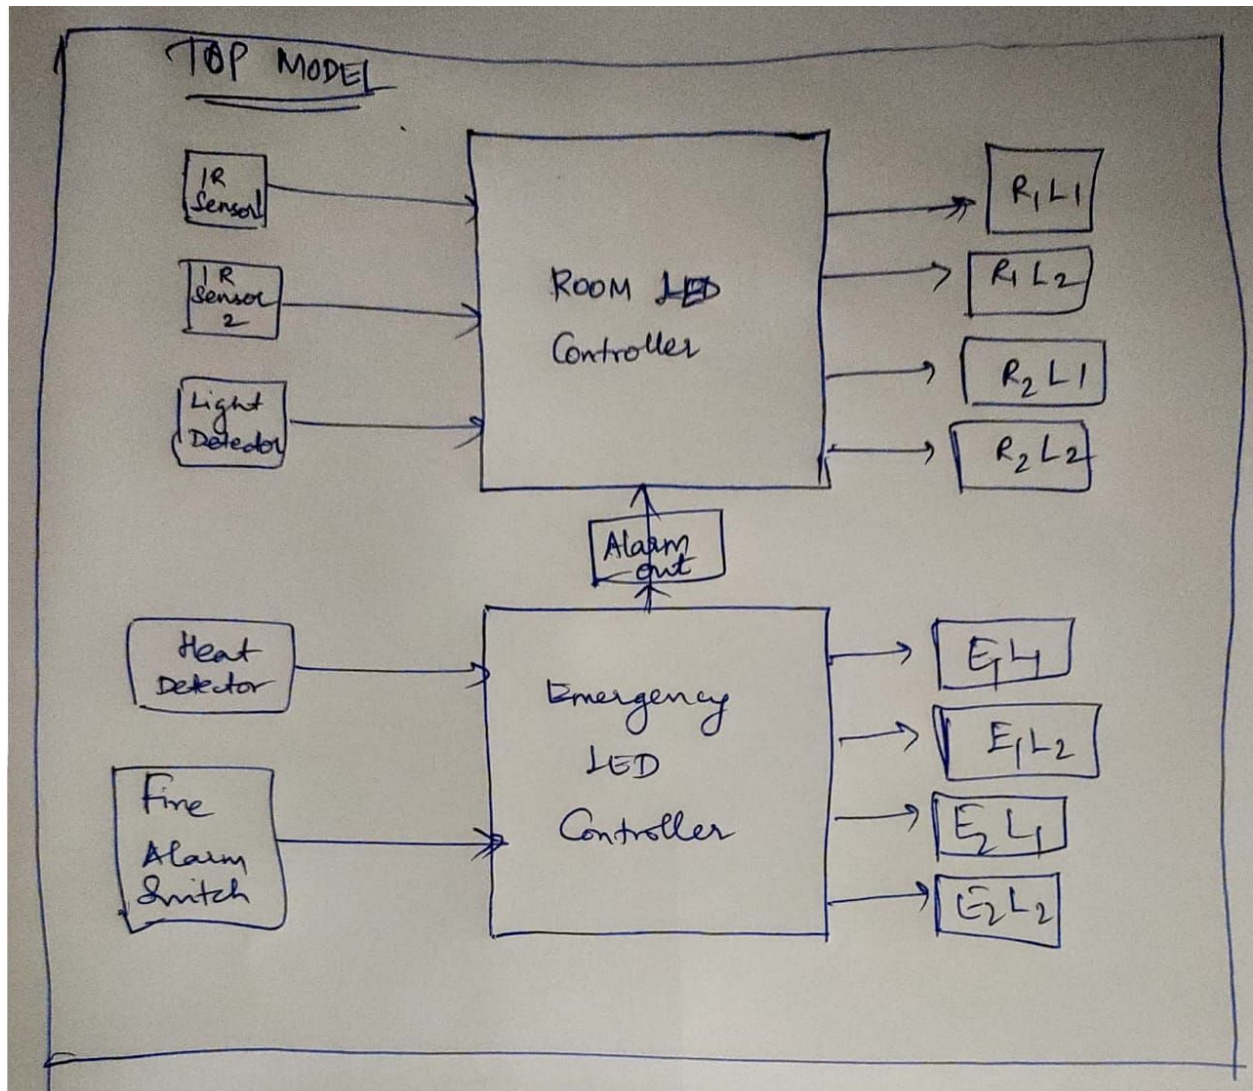 TOP MODEL
IR
Sensor1
IR
Sensor
2
Light
Detector
ROOM LED
Controller
R1L1
R1L2
R2L1
R2L2
Alarm
out
Heat
Detector
Fire
Alarm
Switch
Emergency
LED
Controller
E1L1
E1L2
E2L1
E2L2